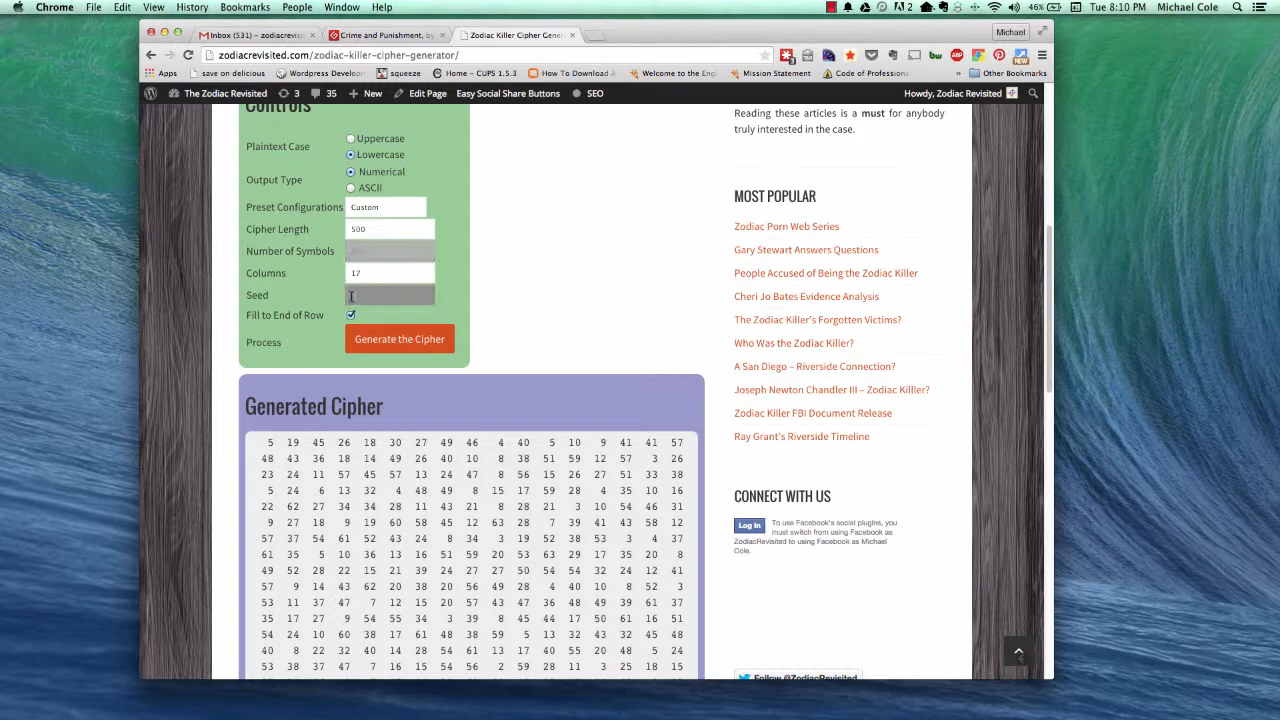 Chrome File Edit View History Bookmarks People Window Help 2 46% Tue 8:10 PM Michael Cole
Inbox (531) – zodiacrevisit Crime and Punishment, by Zodiac Killer Cipher Gene Michael
zodiacrevisited.com/zodiac-killer-cipher-generator/
Apps save on delicious Wordpress Develop squeeze Home - CUPS 1.5.3 How To Download Welcome to the Eng Mission Statement Code of Profession » Other Bookmarks
The Zodiac Revisited 3 35 New Edit Page Easy Social Share Buttons SEO Howdy, Zodiac Revisited
Controls
Plaintext Case Uppercase
Lowercase
Output Type Numerical
ASCII
Preset Configurations Custom
Cipher Length 500
Number of Symbols
Columns 17
Seed
Fill to End of Row
Process Generate the Cipher
Generated Cipher
5 19 45 26 18 30 27 49 46 4 40 5 10 9 41 41 57
48 43 36 18 14 49 26 40 10 8 38 51 59 12 57 3 26
23 24 11 57 45 57 13 24 47 8 56 15 26 27 51 33 38
5 24 6 13 32 4 48 49 8 15 17 59 28 4 35 10 16
22 62 27 34 34 28 11 43 21 8 28 21 3 10 54 46 31
9 27 18 9 19 60 58 45 12 63 28 7 39 41 43 58 12
57 37 54 61 52 43 24 1 34 3 19 52 39 53 3 4 37
61 35 5 10 36 13 16 51 59 20 53 63 29 17 35 20 8
49 52 28 22 15 21 39 24 27 27 50 54 54 32 24 12 41
57 9 14 43 62 20 38 20 56 49 28 4 40 10 8 52 3
53 11 37 47 7 12 15 20 57 43 47 36 48 49 39 61 37
35 17 27 9 54 55 34 3 39 8 45 44 17 50 61 16 51
54 24 10 60 38 17 61 48 38 59 5 13 32 43 32 45 48
40 8 22 32 40 14 54 61 13 17 40 55 20 48 5 24
53 38 37 47 7 16 15 54 56 2 59 28 11 3 25 18 15
Reading these articles is a must for anybody
truly interested in the case.
MOST POPULAR
Zodiac Porn Web Series
Gary Stewart Answers Questions
People Accused of Being the Zodiac Killer
Cheri Jo Bates Evidence Analysis
The Zodiac Killer's Forgotten Victims?
Who Was the Zodiac Killer?
A San Diego – Riverside Connection?
Joseph Newton Chandler III – Zodiac Killler?
Zodiac Killer FBI Document Release
Ray Grant's Riverside Timeline
CONNECT WITH US
Log In To use Facebook's social plugins, you
must switch from using Facebook as
ZodiacRevisited to using Facebook as Michael
Cole.
Follow @ZodiacRevisited